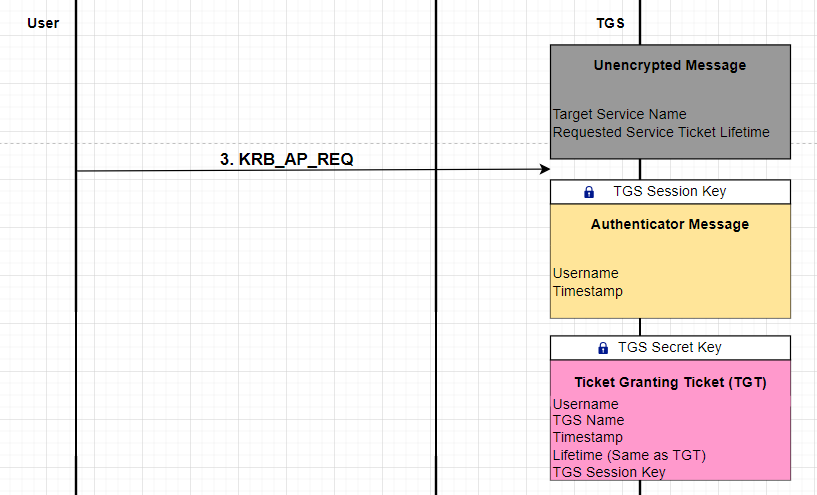 User
TGS
Unencrypted Message
Target Service Name
Requested Service Ticket Lifetime
3. KRB_AP_REQ
TGS Session Key
Authenticator Message
Username
Timestamp
TGS Secret Key
Ticket Granting Ticket (TGT)
Username
TGS Name
Timestamp
Lifetime (Same as TGT)
TGS Session Key